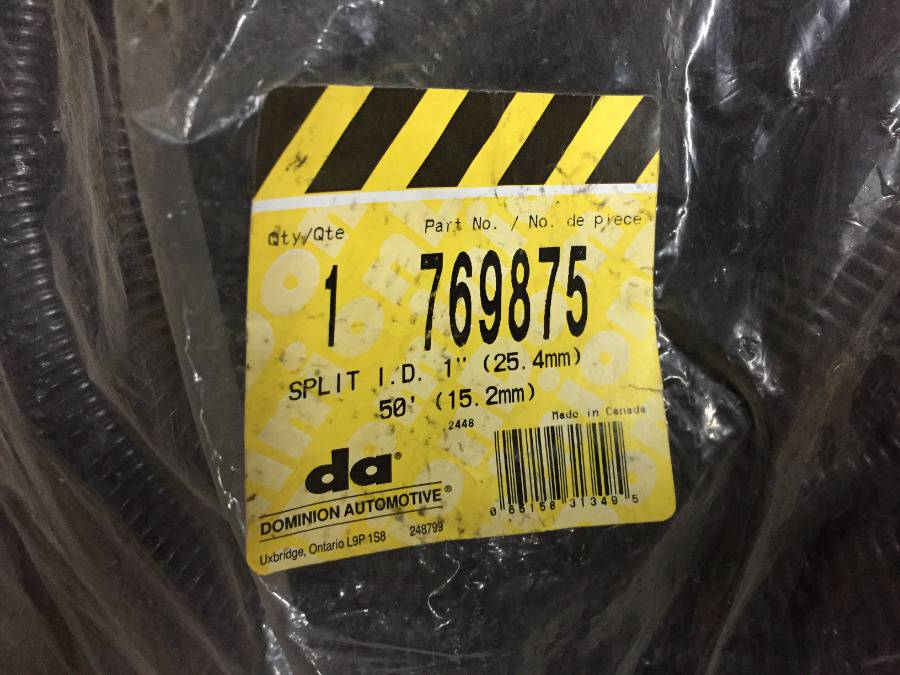 Qty/Qte Part No. / No. de piece
1 769875
SPLIT I.D. 1" (25.4mm)
50' (15.2mm)
2448 Made in Canada
da®
DOMINION AUTOMOTIVE®
Uxbridge, Ontario L9P 1S8 248799
0 65158 31349 5